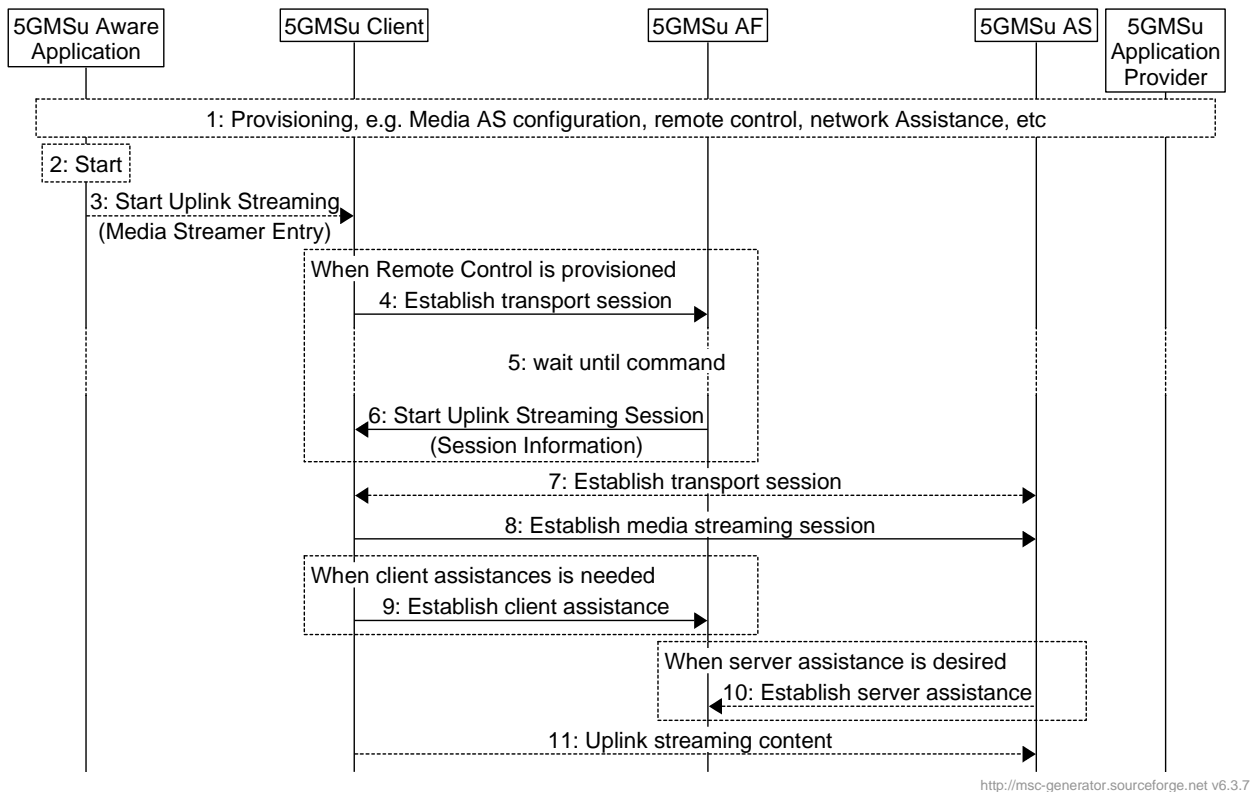 5GMSu Aware
Application
5GMSu Client
5GMSu AF
5GMSu AS
5GMSu
Application
Provider
1: Provisioning, e.g. Media AS configuration, remote control, network Assistance, etc
2: Start
3: Start Uplink Streaming
(Media Streamer Entry)
When Remote Control is provisioned
4: Establish transport session
5: wait until command
6: Start Uplink Streaming Session
(Session Information)
7: Establish transport session
8: Establish media streaming session
When client assistances is needed
9: Establish client assistance
When server assistance is desired
10: Establish server assistance
11: Uplink streaming content
http://msc-generator.sourceforge.net v6.3.7